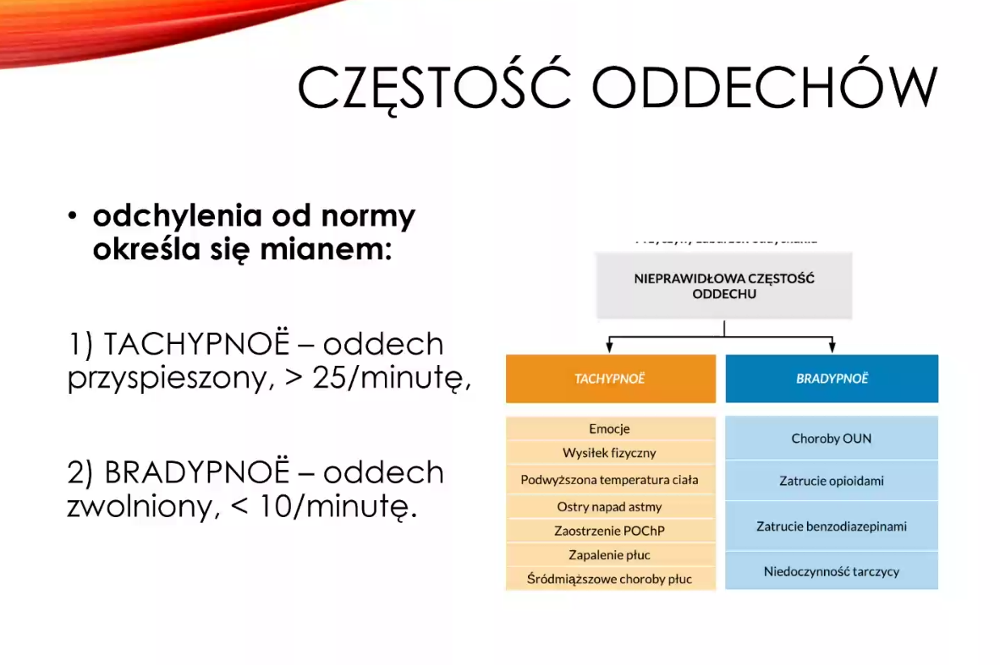 CZĘSTOŚĆ ODDECHÓW
• odchylenia od normy
określa się mianem:
1) TACHYPNOË – oddech
przyspieszony, > 25/minutę,
2) BRADYPNOË – oddech
zwolniony, < 10/minutę.
NIEPRAWIDŁOWA CZĘSTOŚĆ
ODDECHU
TACHYPNOË
Emocje
Wysiłek fizyczny
Podwyższona temperatura ciała
Ostry napad astmy
Zaostrzenie POChP
Zapalenie płuc
Śródmiąższowe choroby płuc
BRADYPNOË
Choroby OUN
Zatrucie opioidami
Zatrucie benzodiazepinami
Niedoczynność tarczycy